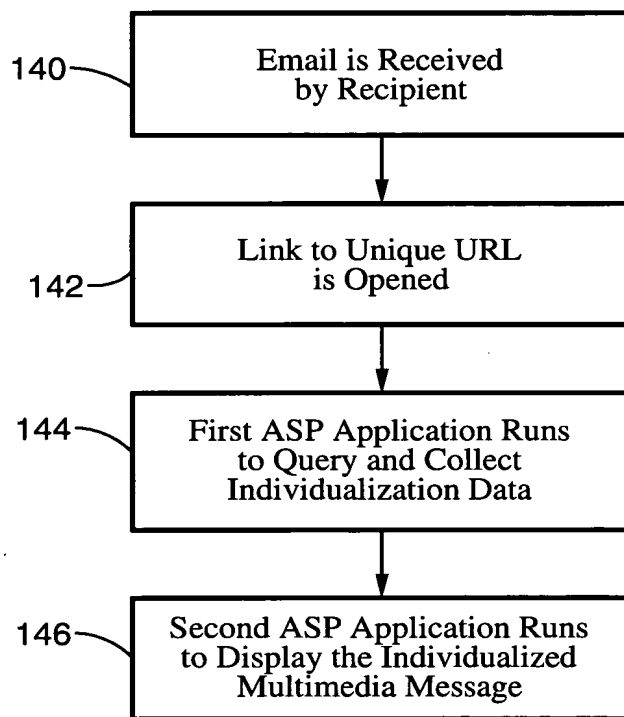 140
Email is Received
by Recipient
142
Link to Unique URL
is Opened
144
First ASP Application Runs
to Query and Collect
Individualization Data
146
Second ASP Application Runs
to Display the Individualized
Multimedia Message